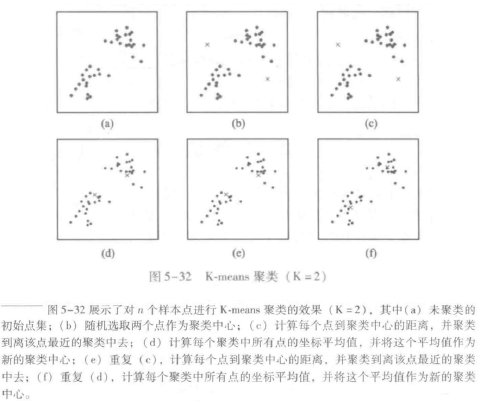 (a)
(b)
(c)
(d)
(e)
(f)
图 5-32 K-means 聚类（K=2）
图 5-32 展示了对 n 个样本点进行 K-means 聚类的效果（K=2），其中(a) 未聚类的
初始点集；(b) 随机选取两个点作为聚类中心；(c) 计算每个点到聚类中心的距离，并聚类
到离该点最近的聚类中去；(d) 计算每个聚类中所有点的坐标平均值，并将这个平均值作为
新的聚类中心；(e) 重复 (c)，计算每个点到聚类中心的距离，并聚类到离该点最近的聚类
中去；(f) 重复 (d)，计算每个聚类中所有点的坐标平均值，并将这个平均值作为新的聚类
中心。